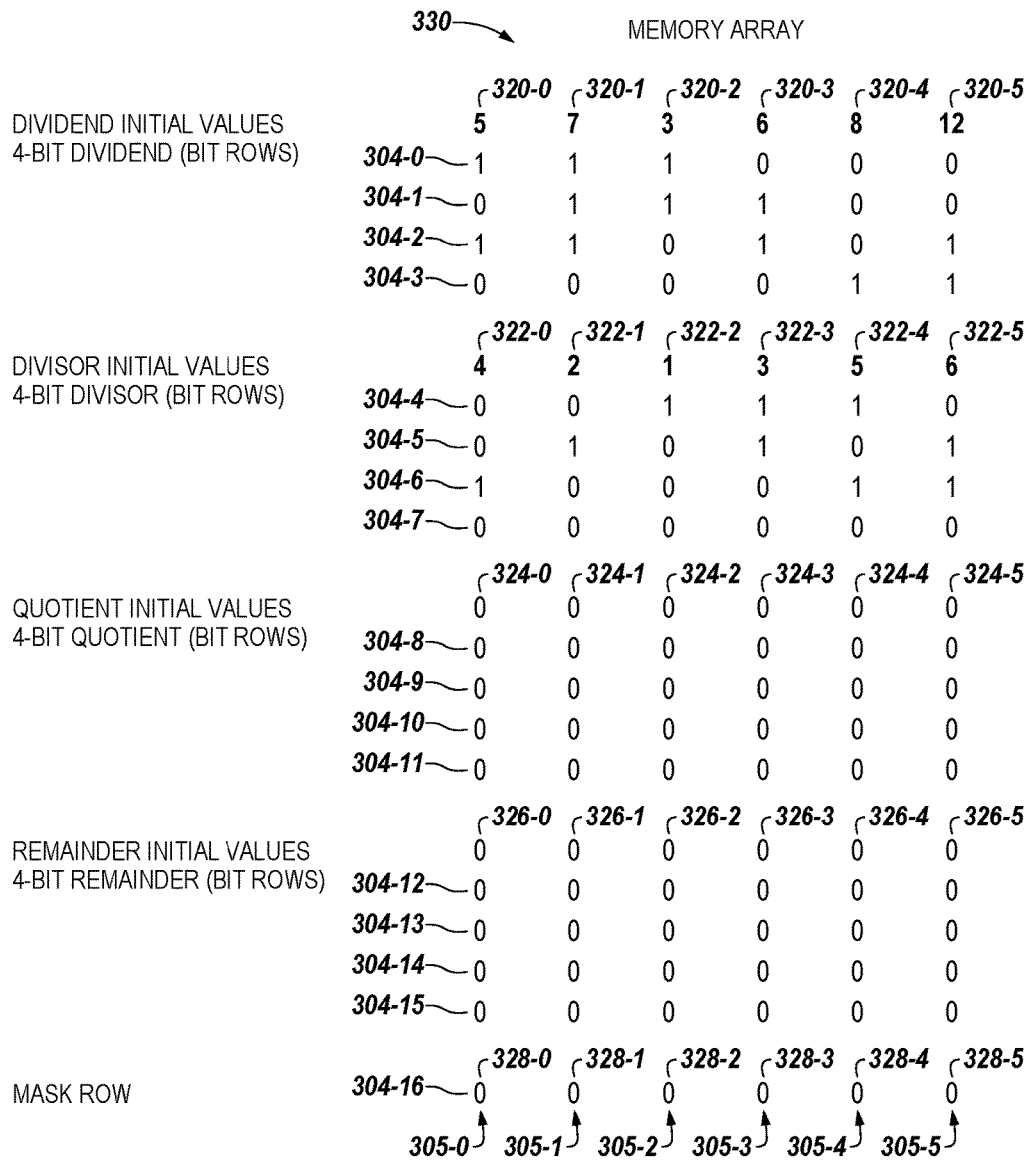 330 MEMORY ARRAY
320-0 320-1 320-2 320-3 320-4 320-5
DIVIDEND INITIAL VALUES 5 7 3 6 8 12
4-BIT DIVIDEND (BIT ROWS)
304-0 1 1 1 0 0 0
304-1 0 1 1 1 0 0
304-2 1 1 0 1 0 1
304-3 0 0 0 0 1 1
322-0 322-1 322-2 322-3 322-4 322-5
DIVISOR INITIAL VALUES 4 2 1 3 5 6
4-BIT DIVISOR (BIT ROWS)
304-4 0 0 1 1 1 0
304-5 0 1 0 1 0 1
304-6 1 0 0 0 1 1
304-7 0 0 0 0 0 0
324-0 324-1 324-2 324-3 324-4 324-5
QUOTIENT INITIAL VALUES 0 0 0 0 0 0
4-BIT QUOTIENT (BIT ROWS)
304-8 0 0 0 0 0 0
304-9 0 0 0 0 0 0
304-10 0 0 0 0 0 0
304-11 0 0 0 0 0 0
326-0 326-1 326-2 326-3 326-4 326-5
REMAINDER INITIAL VALUES 0 0 0 0 0 0
4-BIT REMAINDER (BIT ROWS)
304-12 0 0 0 0 0 0
304-13 0 0 0 0 0 0
304-14 0 0 0 0 0 0
304-15 0 0 0 0 0 0
328-0 328-1 328-2 328-3 328-4 328-5
MASK ROW 304-16 0 0 0 0 0 0
305-0 305-1 305-2 305-3 305-4 305-5